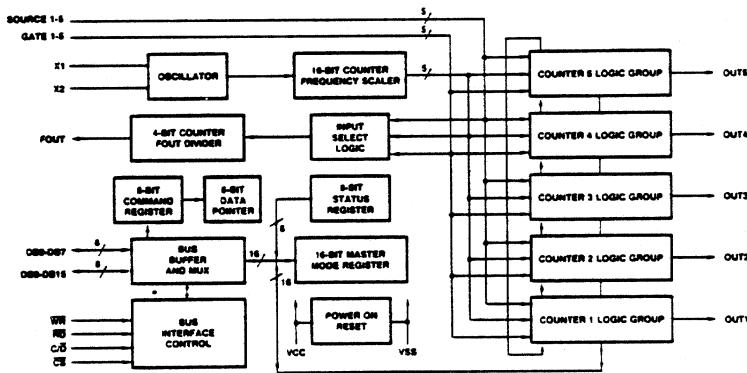 SOURCE 1-5
5
GATE 1-5
5
X1
X2
OSCILLATOR
16-BIT COUNTER
FREQUENCY SCALER
5
COUNTER 5 LOGIC GROUP
OUT5
FOUT
4-BIT COUNTER
FOUT DIVIDER
INPUT
SELECT
LOGIC
COUNTER 4 LOGIC GROUP
OUT4
8-BIT
COMMAND
REGISTER
6-BIT
DATA
POINTER
8-BIT
STATUS
REGISTER
COUNTER 3 LOGIC GROUP
OUT3
8
DB0-DB7
8
DB8-DB15
8
BUS
BUFFER
AND MUX
16
16-BIT MASTER
MODE REGISTER
16
COUNTER 2 LOGIC GROUP
OUT2
WR
RD
C/D
CS
BUS
INTERFACE
CONTROL
POWER ON
RESET
VCC
VSS
COUNTER 1 LOGIC GROUP
OUT1